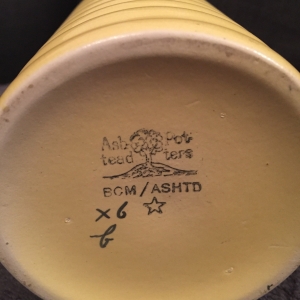 Ash Pot
tead ters
BCM/ASHTD
x6 ☆
b